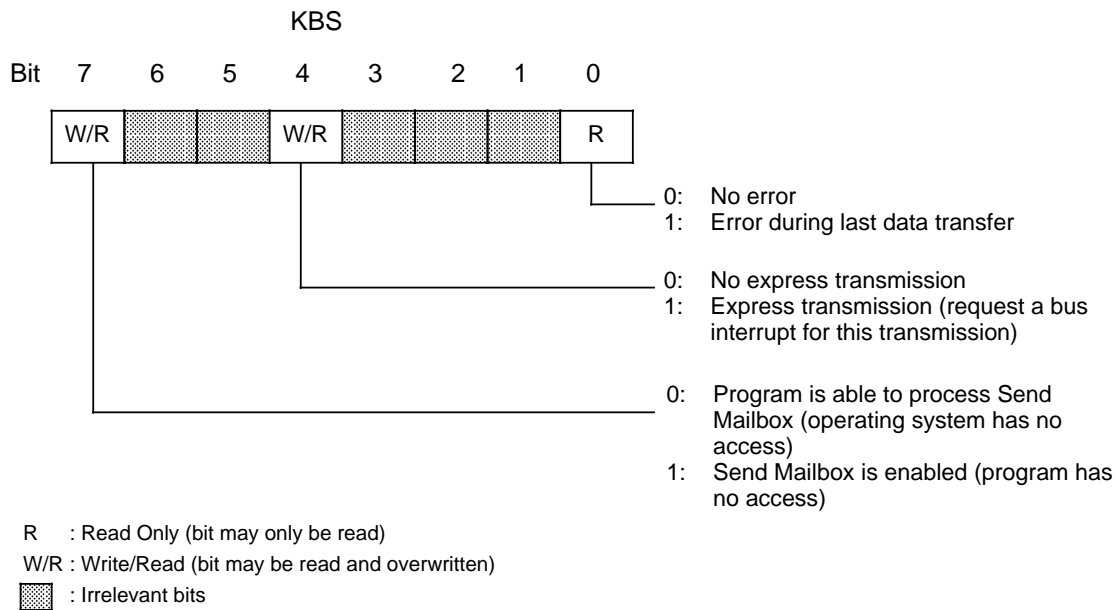 KBS
Bit 7 6 5 4 3 2 1 0
W/R W/R R
0: No error
1: Error during last data transfer
0: No express transmission
1: Express transmission (request a bus
interrupt for this transmission)
0: Program is able to process Send
Mailbox (operating system has no
access)
1: Send Mailbox is enabled (program has
no access)
R : Read Only (bit may only be read)
W/R : Write/Read (bit may be read and overwritten)
: Irrelevant bits